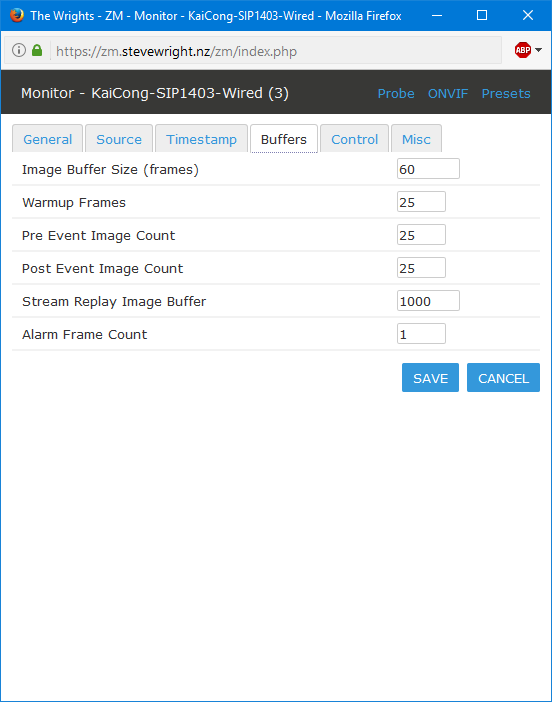 The Wrights - ZM - Monitor - KaiCong-SIP1403-Wired - Mozilla Firefox
https://zm.stevewright.nz/zm/index.php
ABP
Monitor - KaiCong-SIP1403-Wired (3) Probe ONVIF Presets
General Source Timestamp Buffers Control Misc
Image Buffer Size (frames) 60
Warmup Frames 25
Pre Event Image Count 25
Post Event Image Count 25
Stream Replay Image Buffer 1000
Alarm Frame Count 1
SAVE CANCEL